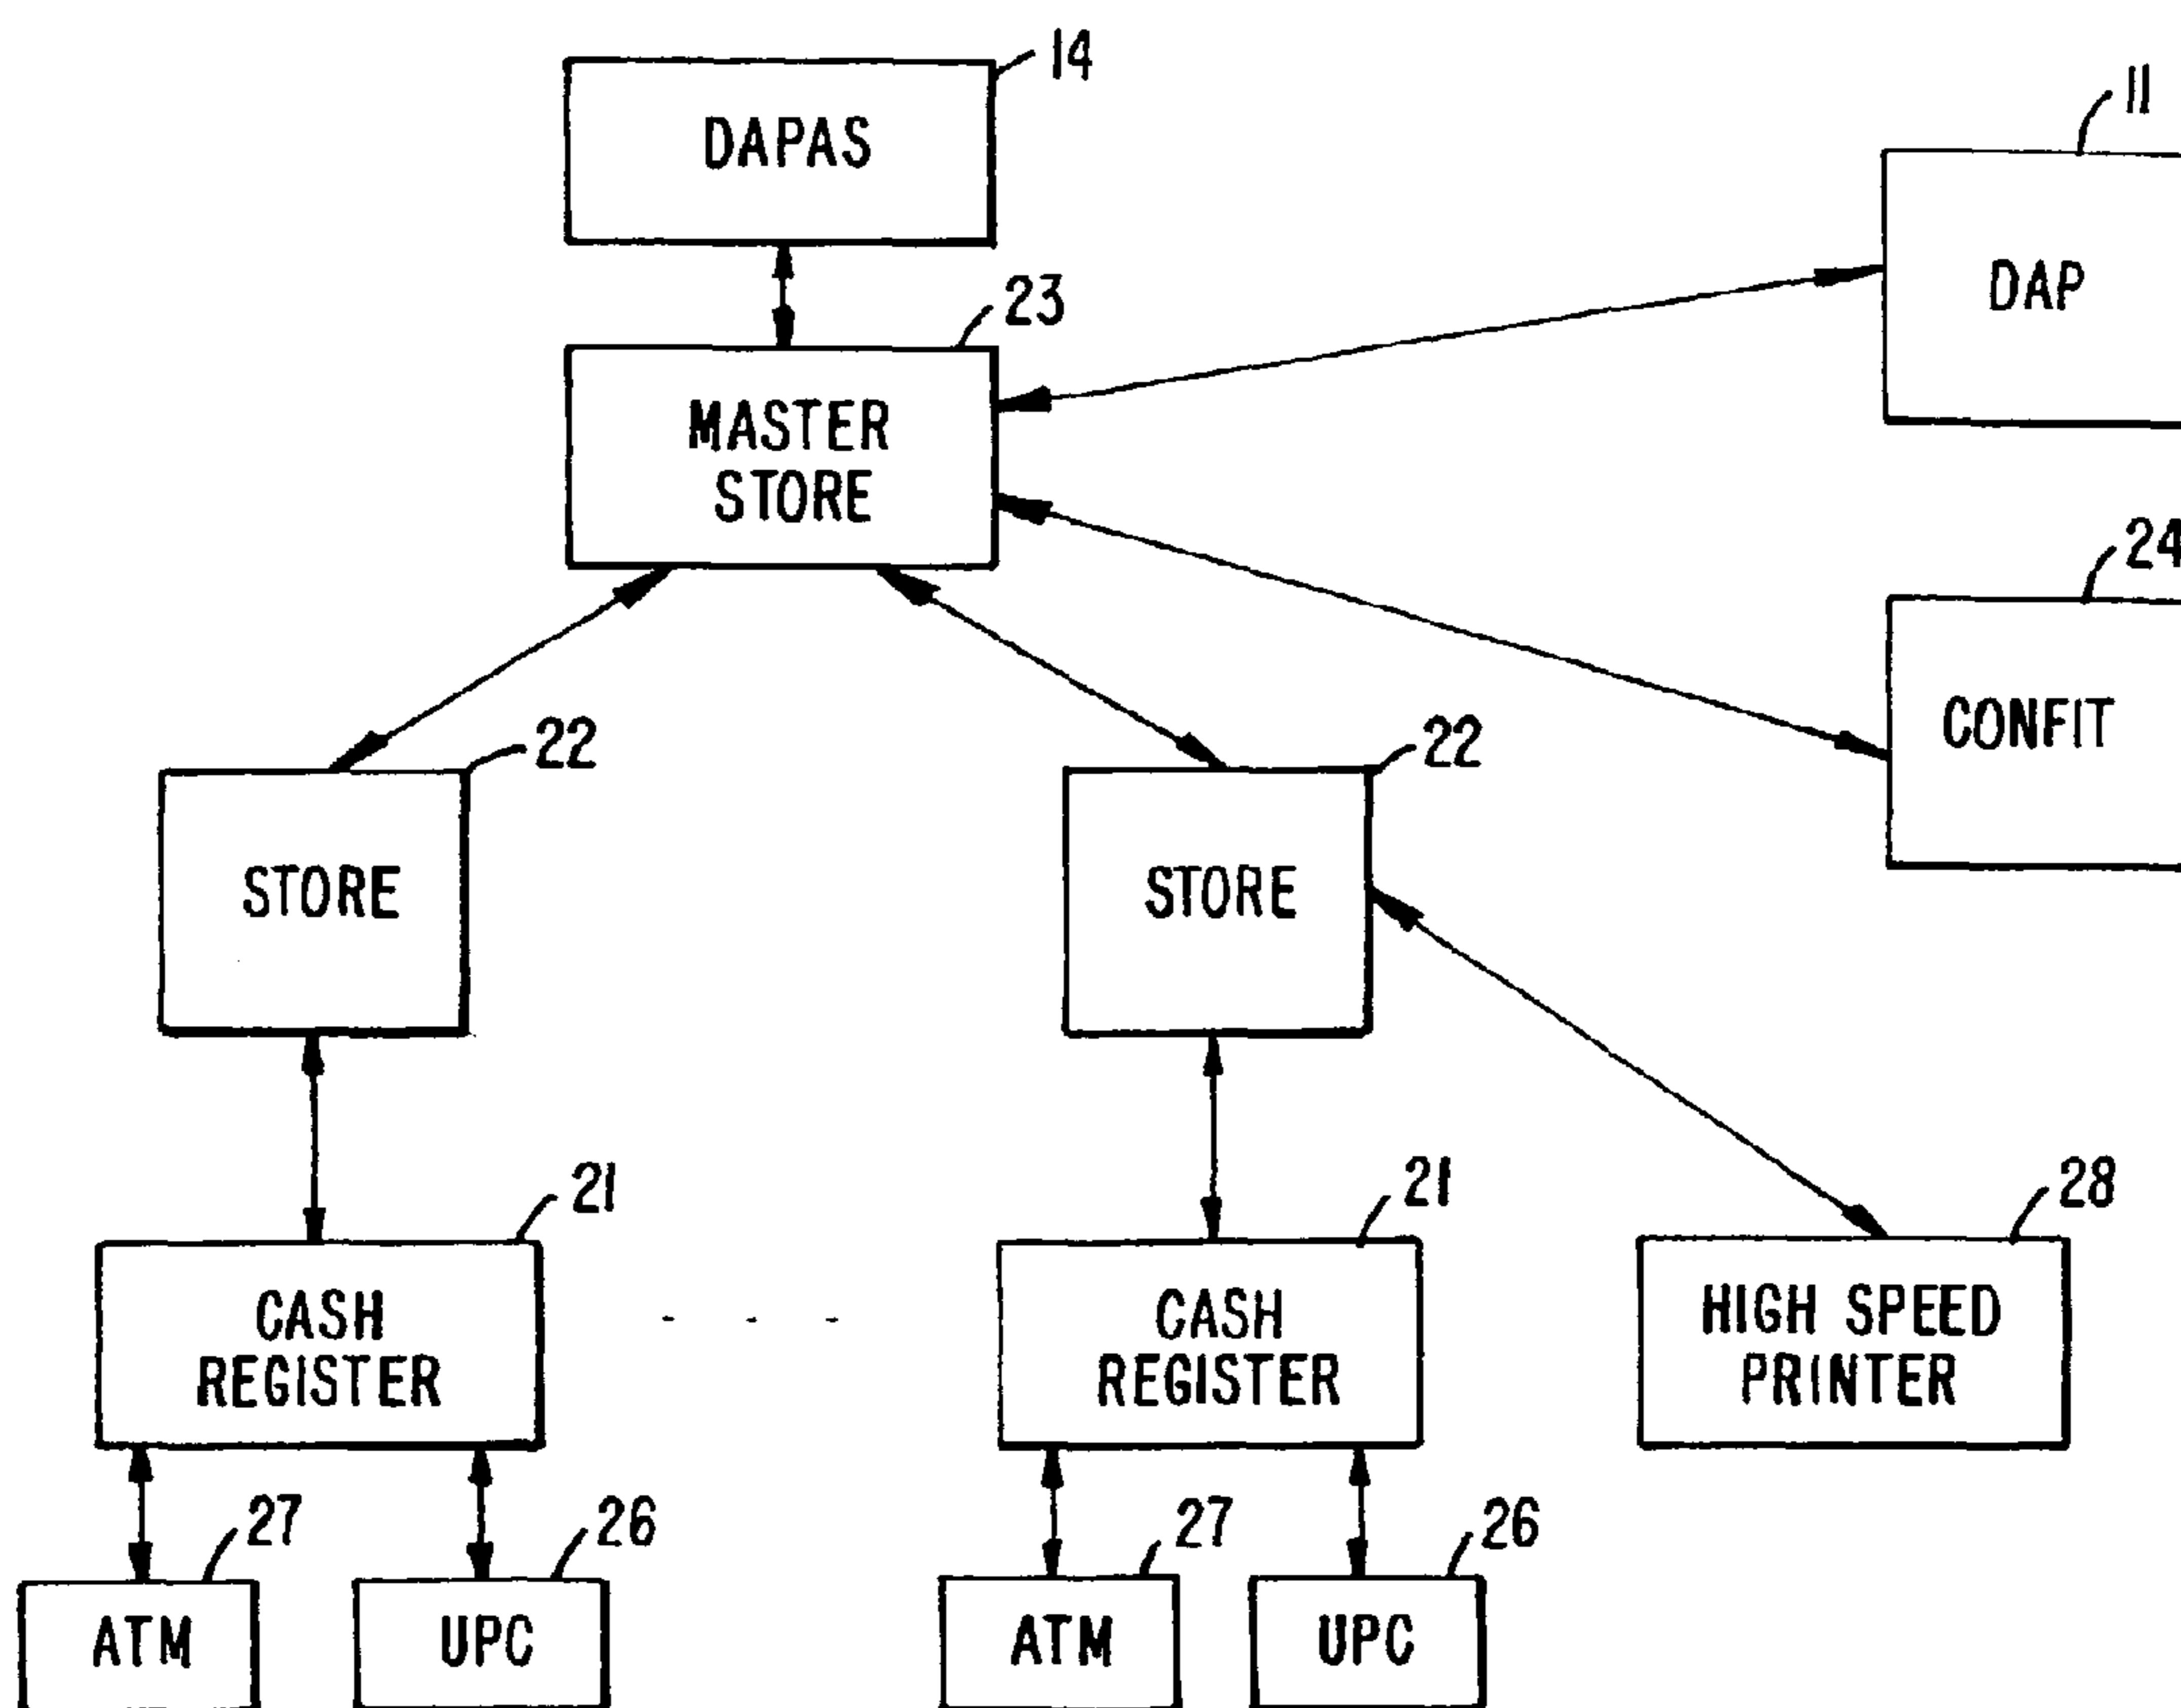 14
DAPAS
11
DAP
23
MASTER
STORE
24
CONFIT
22
STORE
22
STORE
21
CASH
REGISTER
21
CASH
REGISTER
28
HIGH SPEED
PRINTER
27
ATM
26
UPC
27
ATM
26
UPC